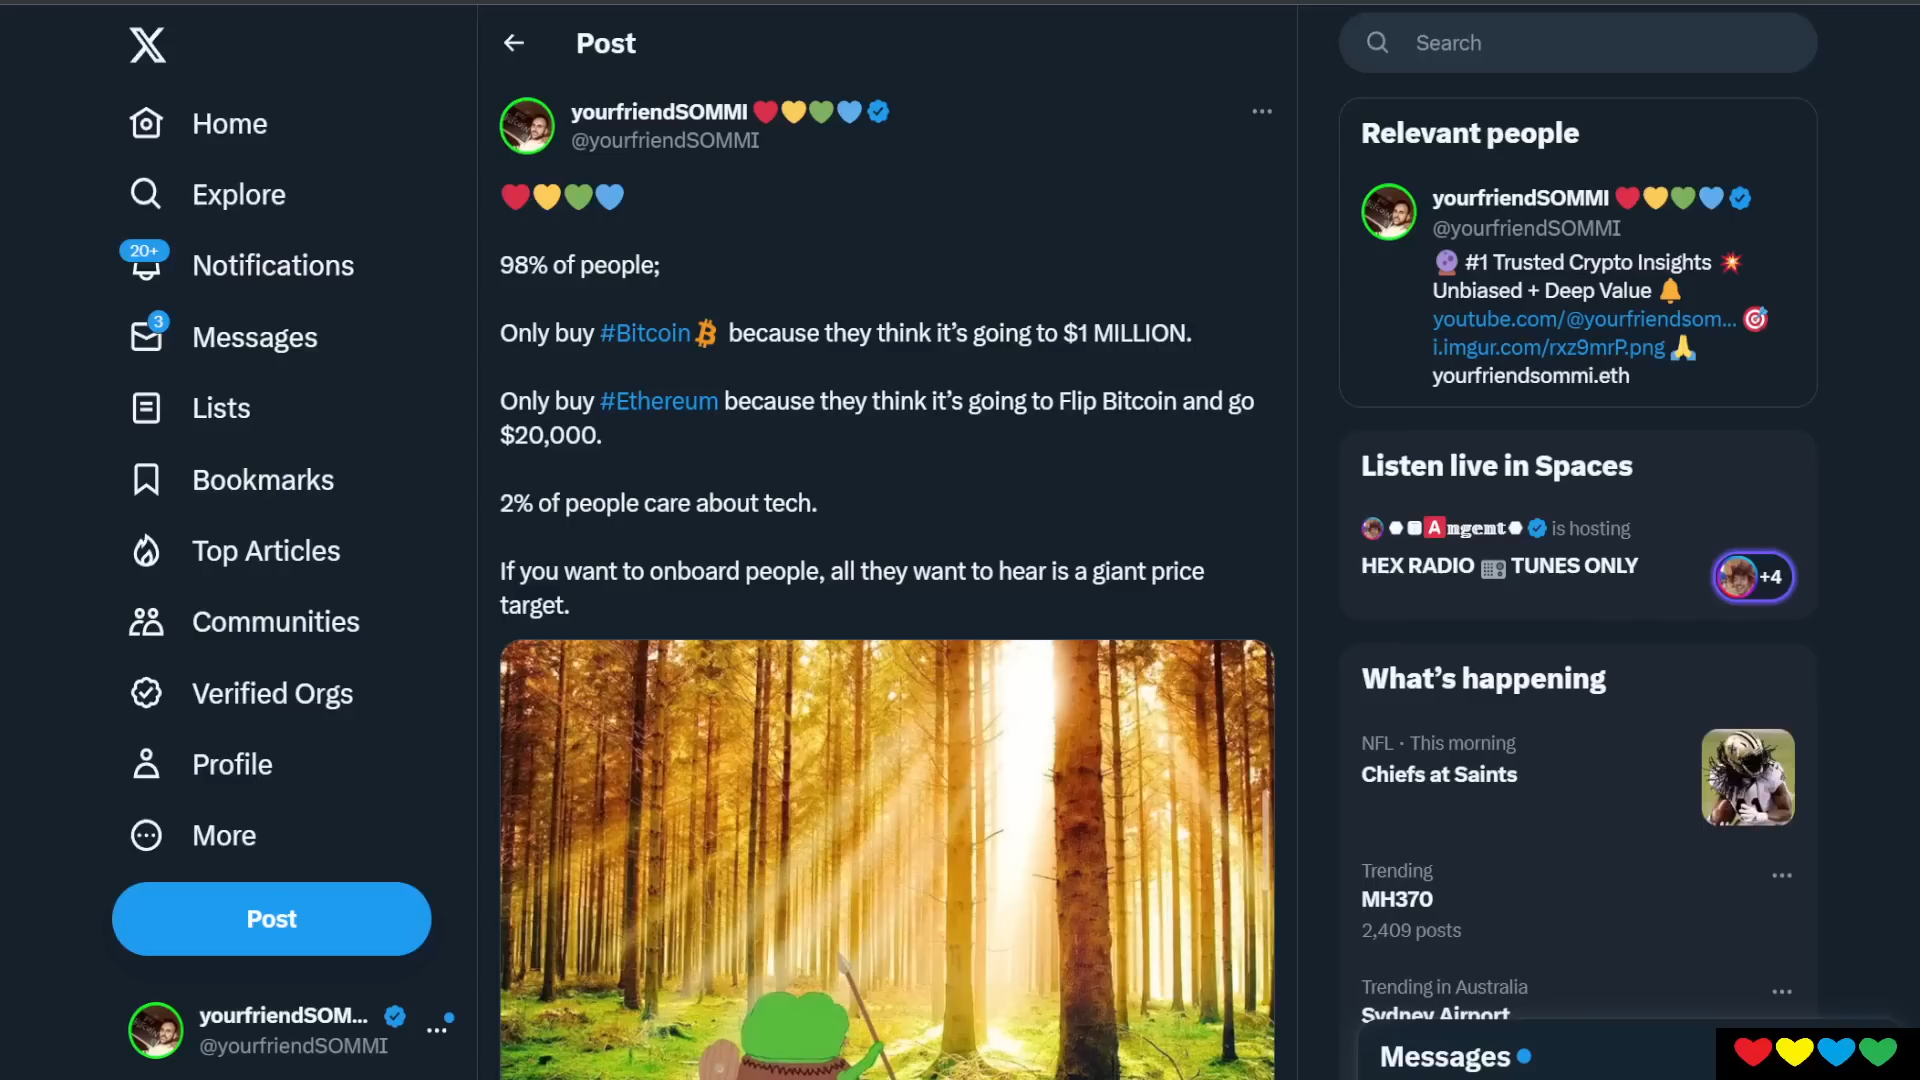 Home
Explore
20+
Notifications
3
Messages
Lists
Bookmarks
Top Articles
Communities
Verified Orgs
Profile
More
Post
yourfriendSOM...
@yourfriendSOMMI
Post
yourfriendSOMMI
@yourfriendSOMMI
98% of people;
Only buy #Bitcoin because they think it’s going to $1 MILLION.
Only buy #Ethereum because they think it’s going to Flip Bitcoin and go
$20,000.
2% of people care about tech.
If you want to onboard people, all they want to hear is a giant price
target.
Search
Relevant people
yourfriendSOMMI
@yourfriendSOMMI
#1 Trusted Crypto Insights
Unbiased + Deep Value
youtube.com/@yourfriendsom...
i.imgur.com/rxz9mrP.png
yourfriendsommi.eth
Listen live in Spaces
🅰𝖓𝖌𝖊𝖓𝖙 is hosting
HEX RADIO TUNES ONLY
+4
What’s happening
NFL · This morning
Chiefs at Saints
Trending
MH370
2,409 posts
Trending in Australia
Sydney Airport
Messages